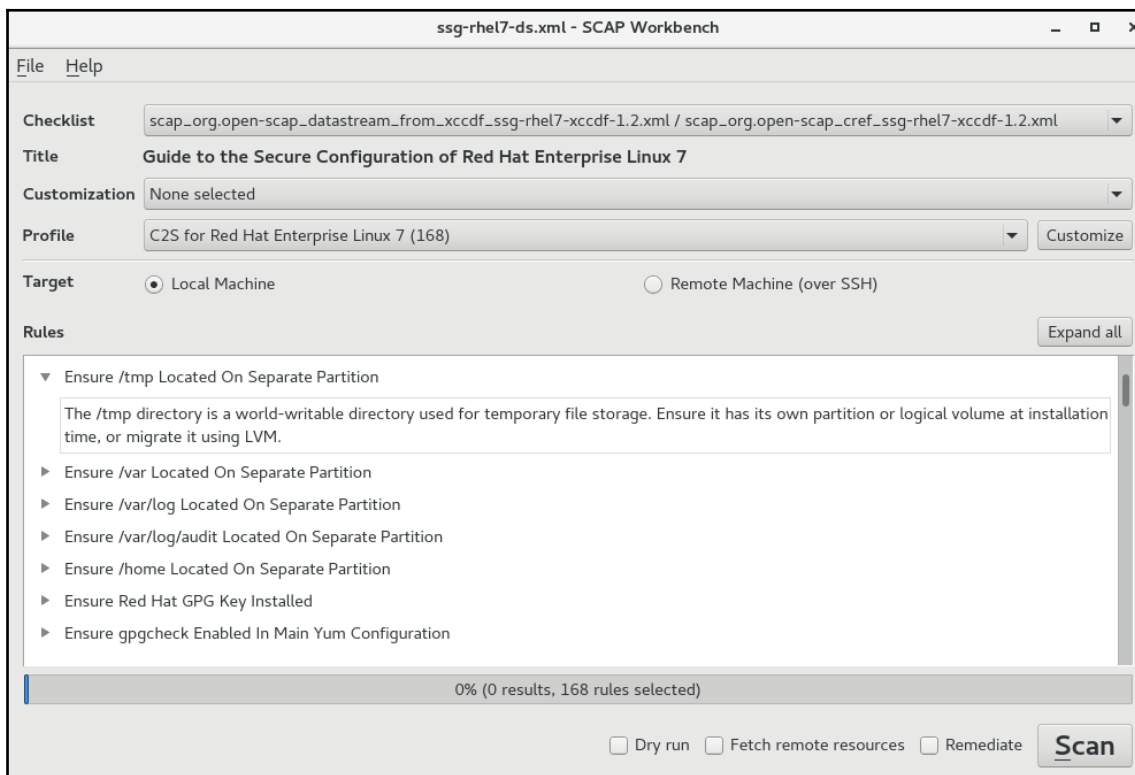 ssg-rhel7-ds.xml - SCAP Workbench
File Help
Checklist scap_org.open-scap_datastream_from_xccdf_ssg-rhel7-xccdf-1.2.xml / scap_org.open-scap_cref_ssg-rhel7-xccdf-1.2.xml
Title Guide to the Secure Configuration of Red Hat Enterprise Linux 7
Customization None selected
Profile C2S for Red Hat Enterprise Linux 7 (168) Customize
Target Local Machine Remote Machine (over SSH)
Rules Expand all
Ensure /tmp Located On Separate Partition
The /tmp directory is a world-writable directory used for temporary file storage. Ensure it has its own partition or logical volume at installation
time, or migrate it using LVM.
Ensure /var Located On Separate Partition
Ensure /var/log Located On Separate Partition
Ensure /var/log/audit Located On Separate Partition
Ensure /home Located On Separate Partition
Ensure Red Hat GPG Key Installed
Ensure gpgcheck Enabled In Main Yum Configuration
0% (0 results, 168 rules selected)
Dry run Fetch remote resources Remediate Scan